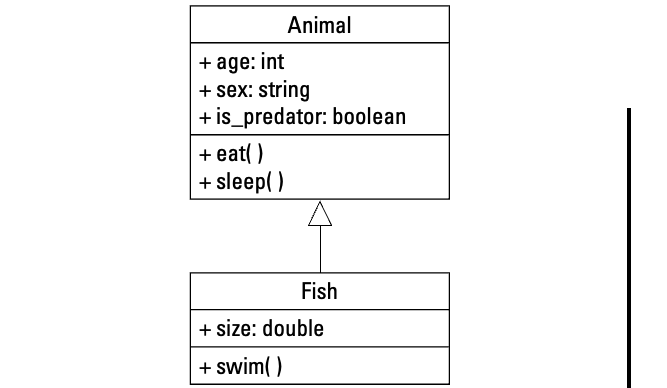 Animal
+ age: int
+ sex: string
+ is_predator: boolean
+ eat( )
+ sleep( )
Fish
+ size: double
+ swim( )